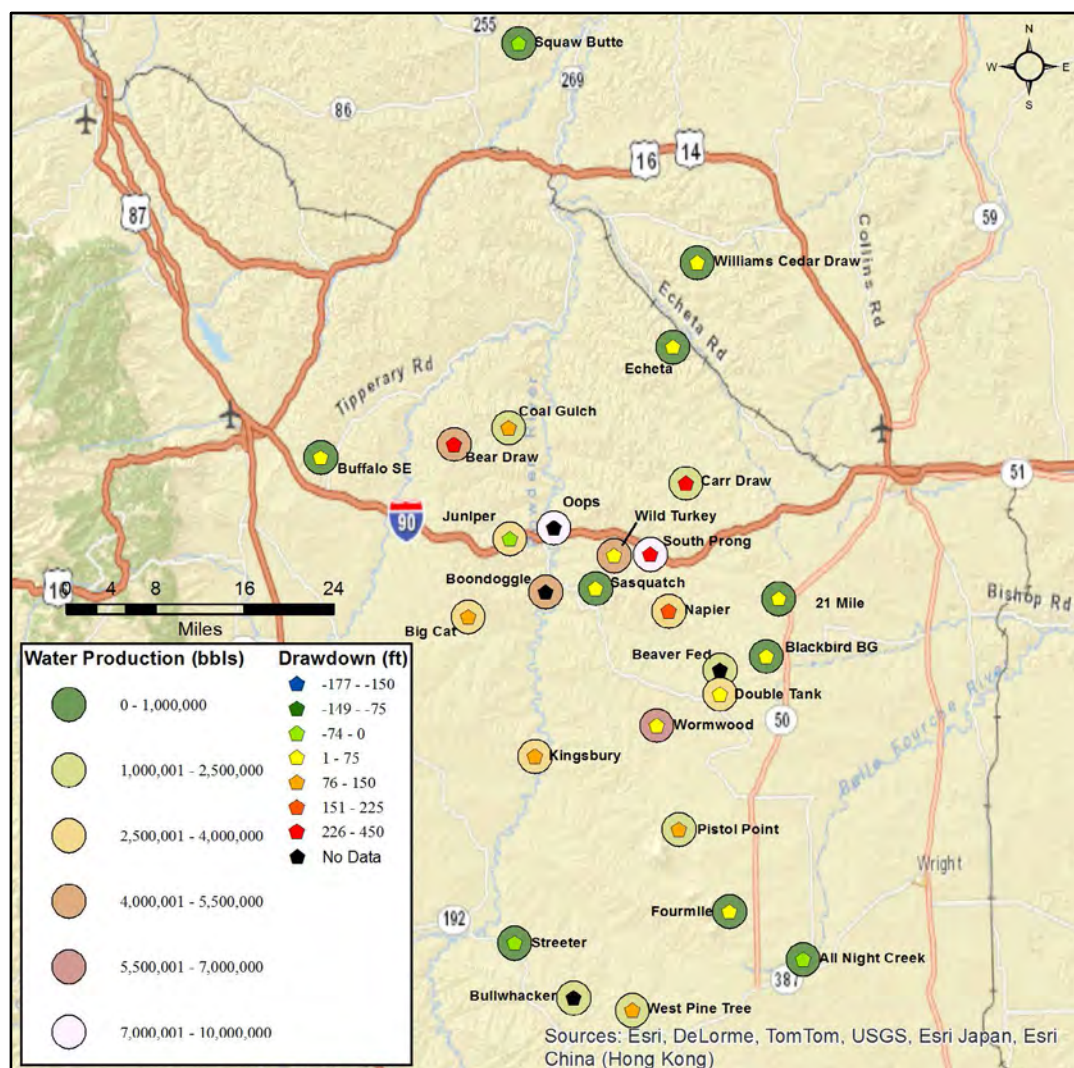 255
Squaw Butte
N
W
E
S
269
86
16
14
87
59
Collins Rd
Williams Cedar Draw
Echeta Rd
Echeta
Tipperary Rd
Coal Gulch
Bear Draw
Buffalo SE
Carr Draw
51
Oops
Wild Turkey
90
Juniper
South Prong
Boondoggle
Sasquatch
16
0 4 8 16 24
Miles
21 Mile
Bishop Rd
Napier
Big Cat
Blackbird BG
Beaver Fed
Double Tank
Belle Fourche River
50
Wormwood
Kingsbury
Pistol Point
Wright
Fourmile
192
Streeter
All Night Creek
387
Bullwhacker
West Pine Tree
Water Production (bbls)
0 - 1,000,000
1,000,001 - 2,500,000
2,500,001 - 4,000,000
4,000,001 - 5,500,000
5,500,001 - 7,000,000
7,000,001 - 10,000,000
Drawdown (ft)
-177 - -150
-149 - -75
-74 - 0
1 - 75
76 - 150
151 - 225
226 - 450
No Data
Sources: Esri, DeLorme, TomTom, USGS, Esri Japan, Esri
China (Hong Kong)